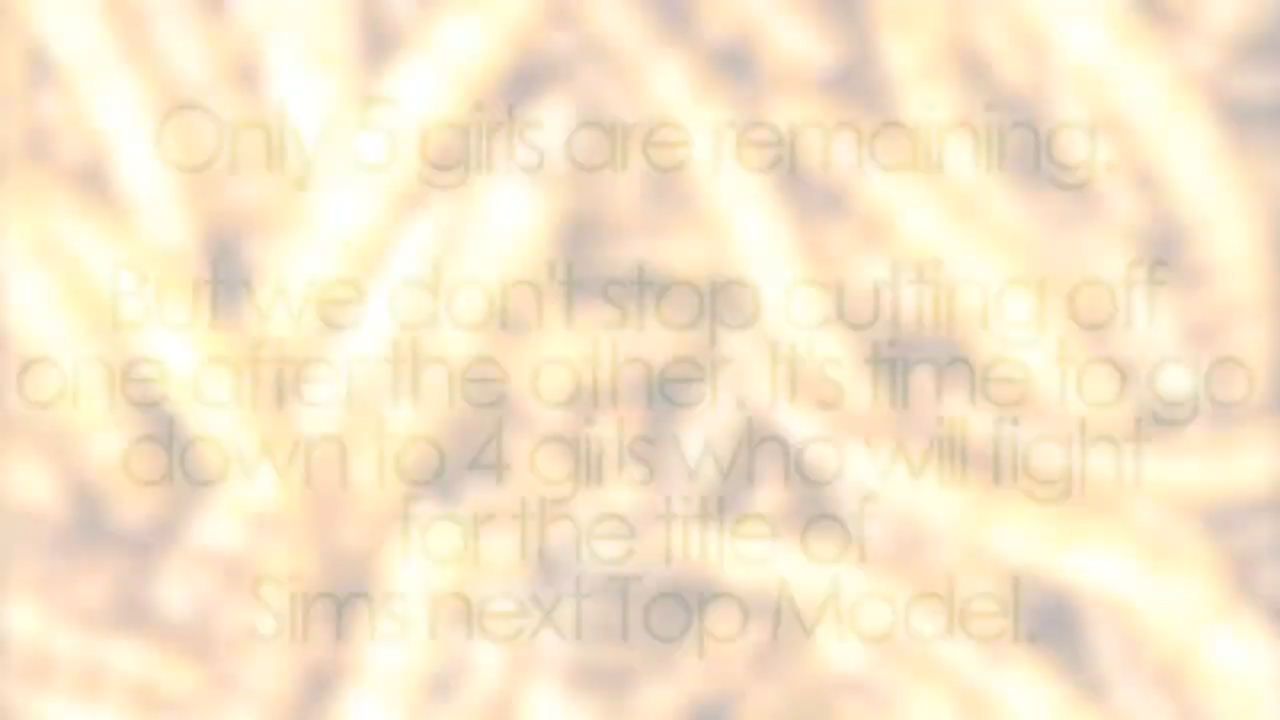 Only 5 girls are remaining.
But we don't stop cutting off
one after the other. It's time to go
down to 4 girls who will fight
for the title of
Sims next Top Model.